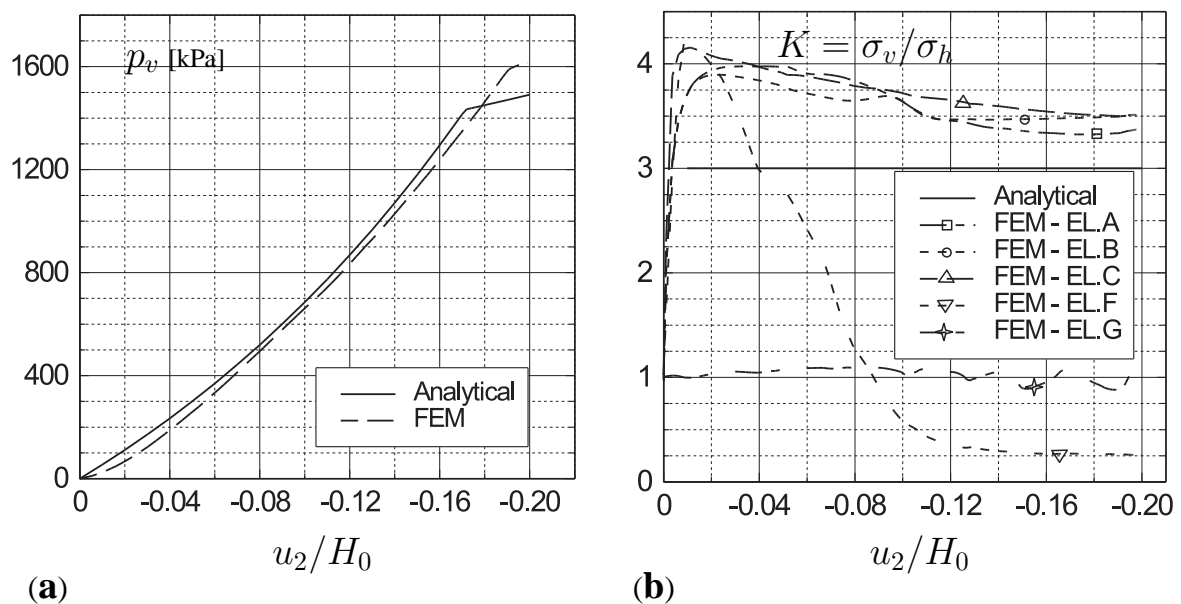 p_v [kPa]
1600
1200
800
400
0
0 -0.04 -0.08 -0.12 -0.16 -0.20
Analytical
FEM
u_2/H_0
(a)
K = σ_v/σ_h
4
3
2
1
0
0 -0.04 -0.08 -0.12 -0.16 -0.20
Analytical
FEM - EL.A
FEM - EL.B
FEM - EL.C
FEM - EL.F
FEM - EL.G
u_2/H_0
(b)